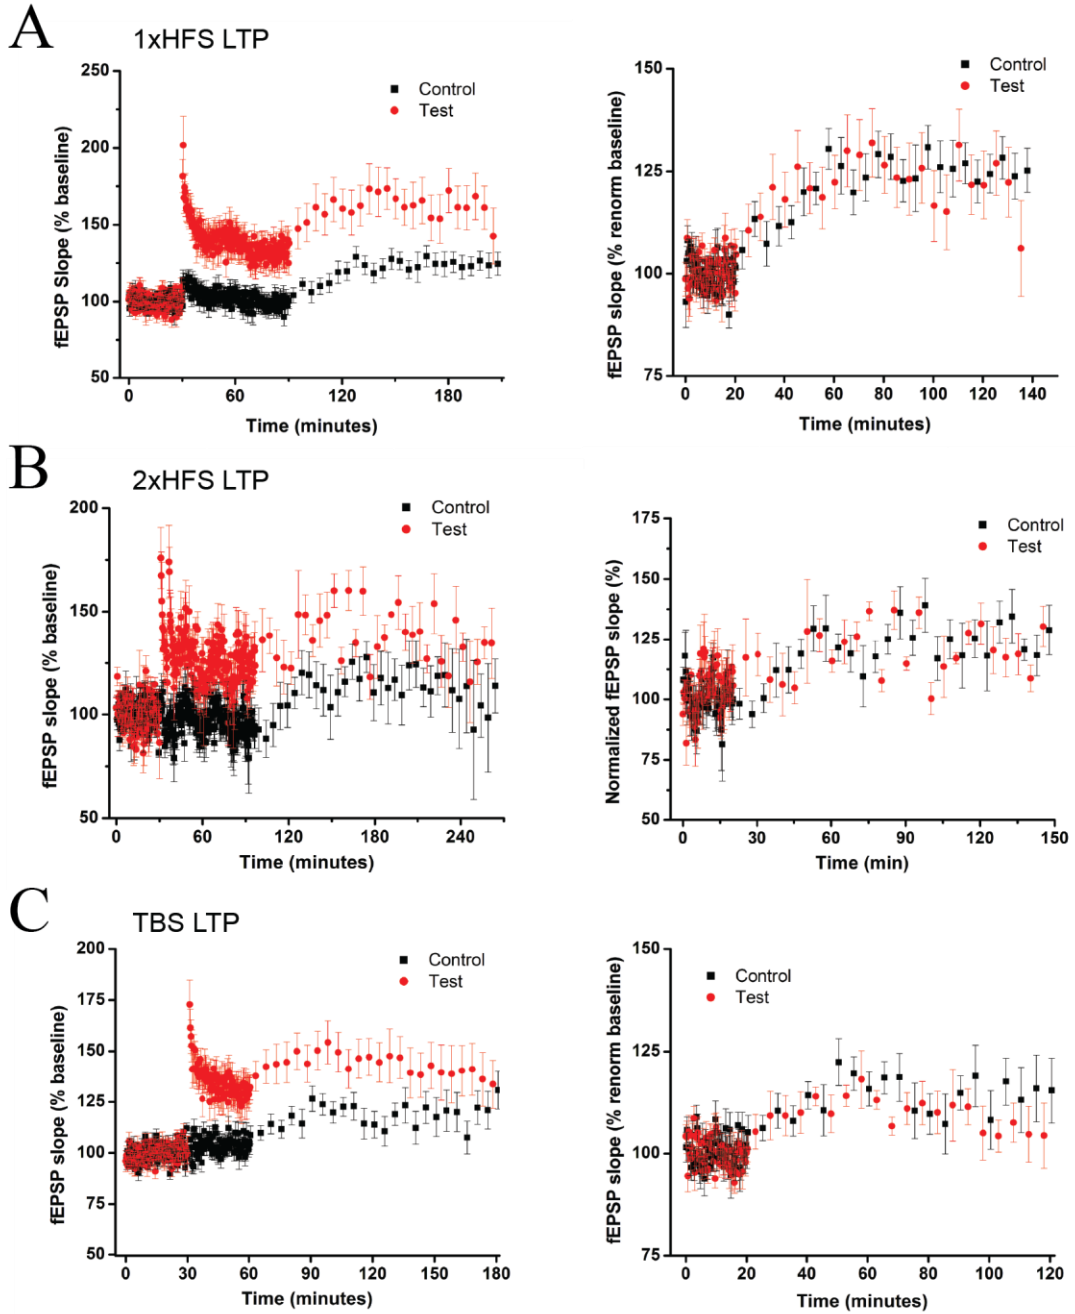 A
1xHFS LTP
250
200
150
100
50
fEPSP Slope (% baseline)
Control
Test
0 60 120 180
Time (minutes)
150
125
100
75
fEPSP slope (% renorm baseline)
Control
Test
0 20 40 60 80 100 120 140
Time (minutes)
B
2xHFS LTP
200
150
100
50
fEPSP slope (% baseline)
Control
Test
0 60 120 180 240
Time (minutes)
175
150
125
100
75
50
Normalized fEPSP slope (%)
Control
Test
0 30 60 90 120 150
Time (min)
C
TBS LTP
200
175
150
125
100
75
50
fEPSP slope (% baseline)
Control
Test
0 30 60 90 120 150 180
Time (minutes)
150
125
100
75
fEPSP slope (% renorm baseline)
Control
Test
0 20 40 60 80 100 120
Time (minutes)